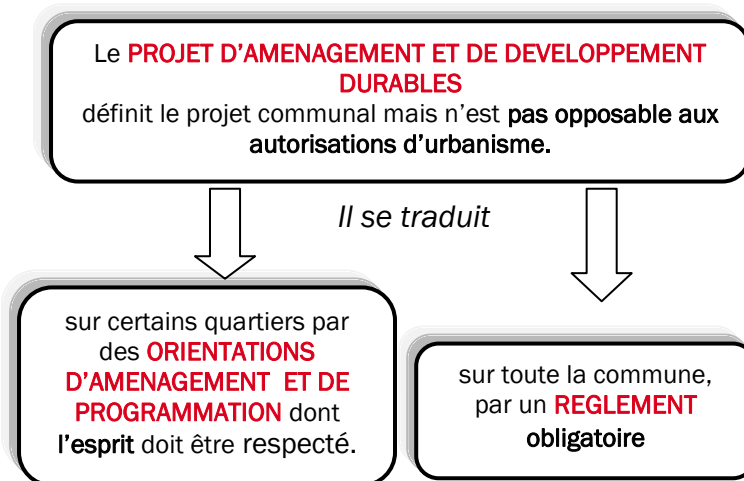 Le PROJET D'AMENAGEMENT ET DE DEVELOPPEMENT
DURABLES
définit le projet communal mais n'est pas opposable aux
autorisations d'urbanisme.
Il se traduit
sur certains quartiers par
des ORIENTATIONS
D'AMENAGEMENT ET DE
PROGRAMMATION dont
l'esprit doit être respecté.
sur toute la commune,
par un REGLEMENT
obligatoire